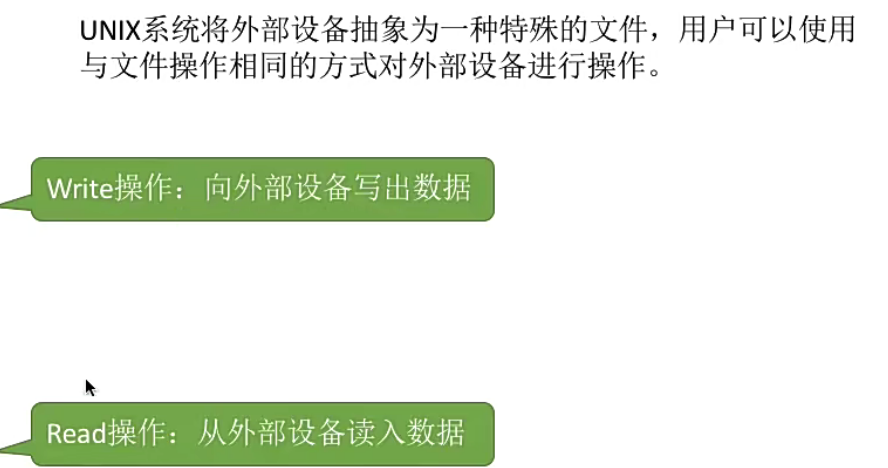 UNIX系统将外部设备抽象为一种特殊的文件，用户可以使用
与文件操作相同的方式对外部设备进行操作。
Write操作：向外部设备写出数据
Read操作：从外部设备读入数据